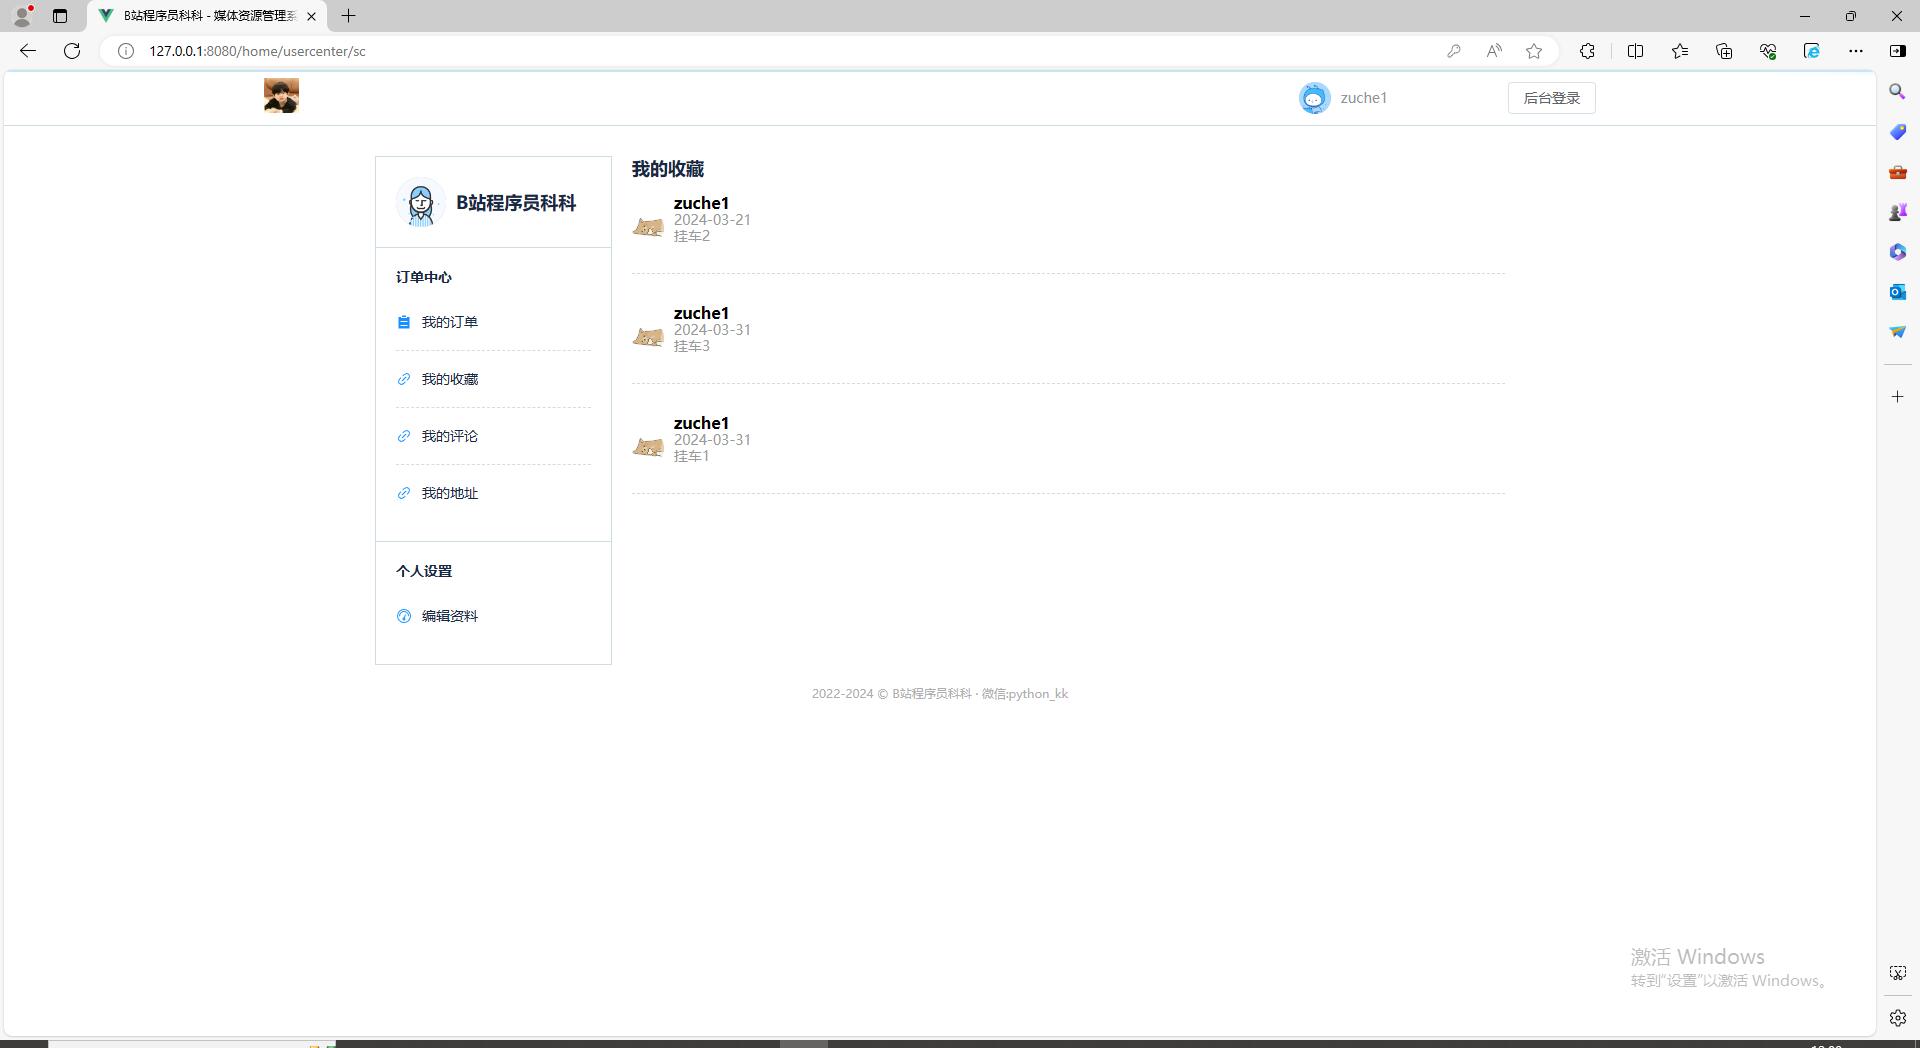 B站程序员科科 - 媒体资源管理系
127.0.0.1:8080/home/usercenter/sc
zuche1
后台登录
B站程序员科科
订单中心
我的订单
我的收藏
我的评论
我的地址
个人设置
编辑资料
我的收藏
zuche1
2024-03-21
挂车2
zuche1
2024-03-31
挂车3
zuche1
2024-03-31
挂车1
2022-2024 © B站程序员科科 · 微信:python_kk
激活 Windows
转到"设置"以激活 Windows。